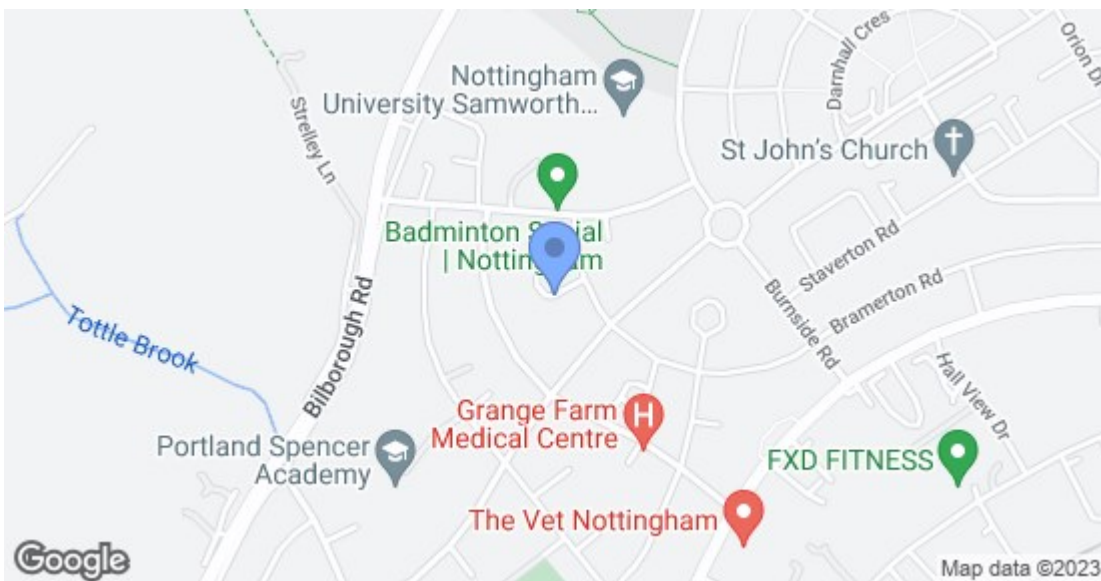 Darnhall Cres
Orion Dr
Nottingham
University Samworth...
Strelley Ln
St John's Church
Badminton
| Nottingham
Staverton Rd
Bramerton Rd
Burnside Rd
Tottle Brook
Bilborough Rd
Hall View Dr
Grange Farm
Medical Centre
H
Portland Spencer
Academy
FXD FITNESS
The Vet Nottingham
Google
Map data ©2023